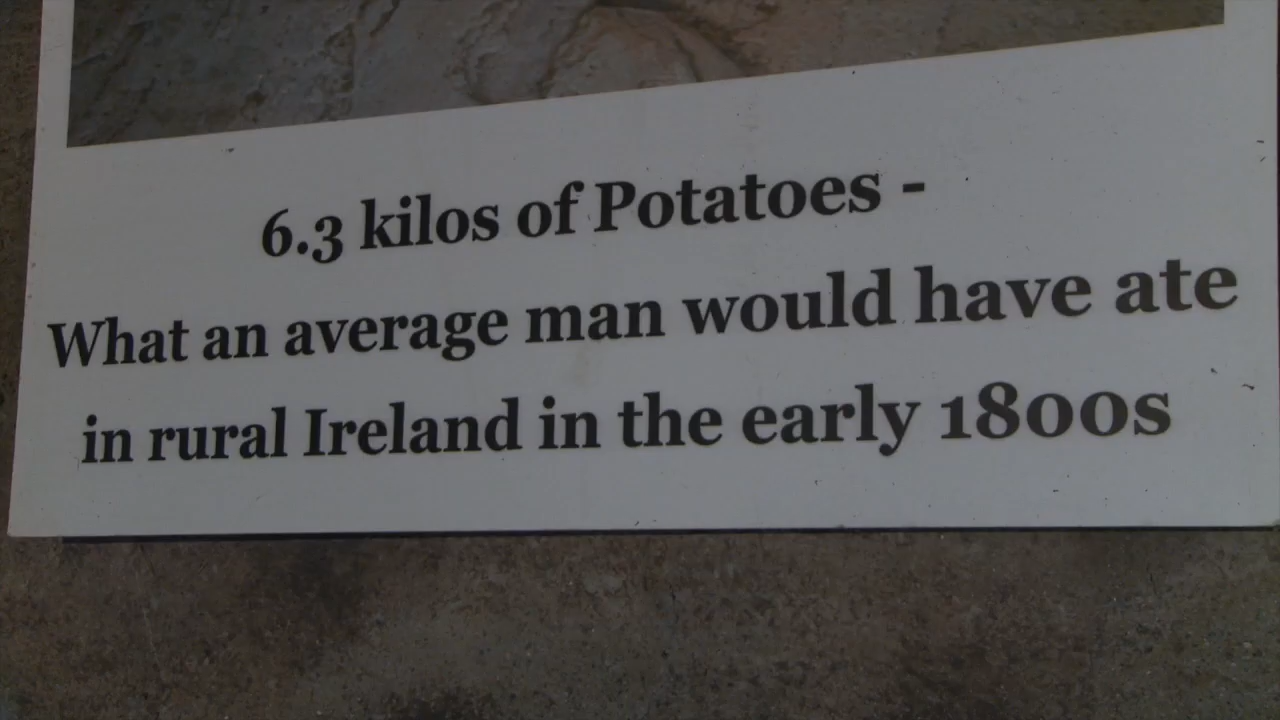 6.3 kilos of Potatoes -
What an average man would have ate
in rural Ireland in the early 1800s